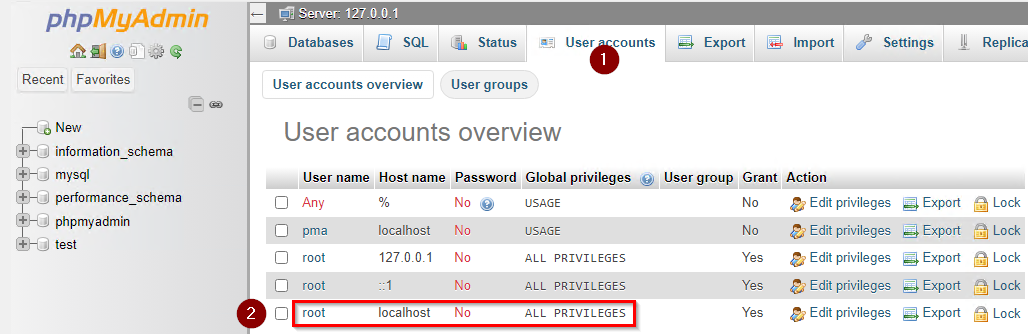 phpMyAdmin
Recent Favorites
New
information_schema
mysql
performance_schema
phpmyadmin
test
Server: 127.0.0.1
Databases SQL Status User accounts Export Import Settings Replica
1
User accounts overview User groups
User accounts overview
User name Host name Password Global privileges User group Grant Action
Any % No USAGE No Edit privileges Export Lock
pma localhost No USAGE No Edit privileges Export Lock
root 127.0.0.1 No ALL PRIVILEGES Yes Edit privileges Export Lock
root ::1 No ALL PRIVILEGES Yes Edit privileges Export Lock
2 root localhost No ALL PRIVILEGES Yes Edit privileges Export Lock